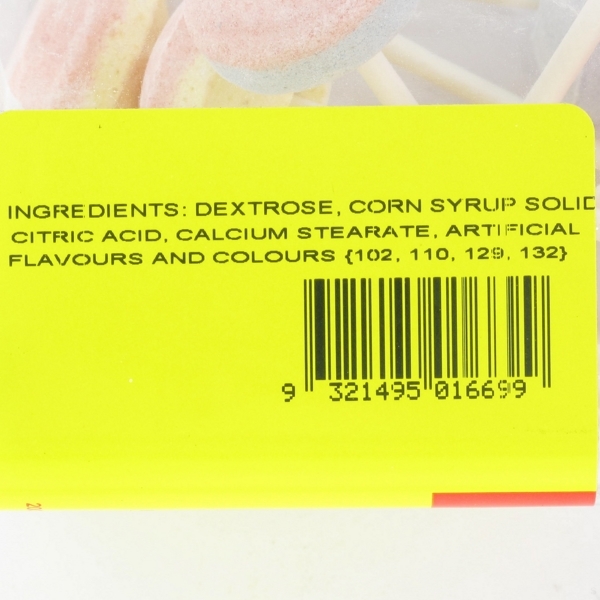 INGREDIENTS: DEXTROSE, CORN SYRUP SOLID
CITRIC ACID, CALCIUM STEARATE, ARTIFICIAL
FLAVOURS AND COLOURS {102, 110, 129, 132}
9 321495 016699